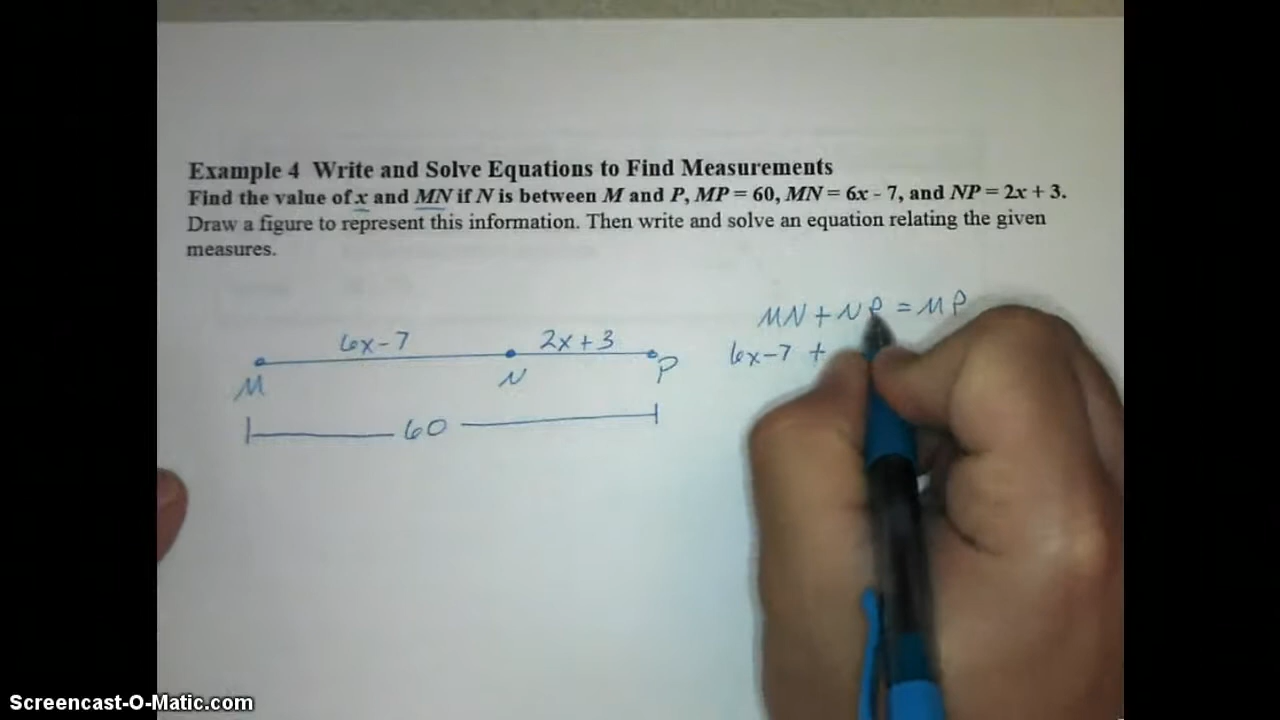 Example 4 Write and Solve Equations to Find Measurements
Find the value of x and MN if N is between M and P, MP = 60, MN = 6x - 7, and NP = 2x + 3.
Draw a figure to represent this information. Then write and solve an equation relating the given
measures.
MN + NP = MP
6x - 7 +
6x - 7 2x + 3
M N P
60
Screencast-O-Matic.com